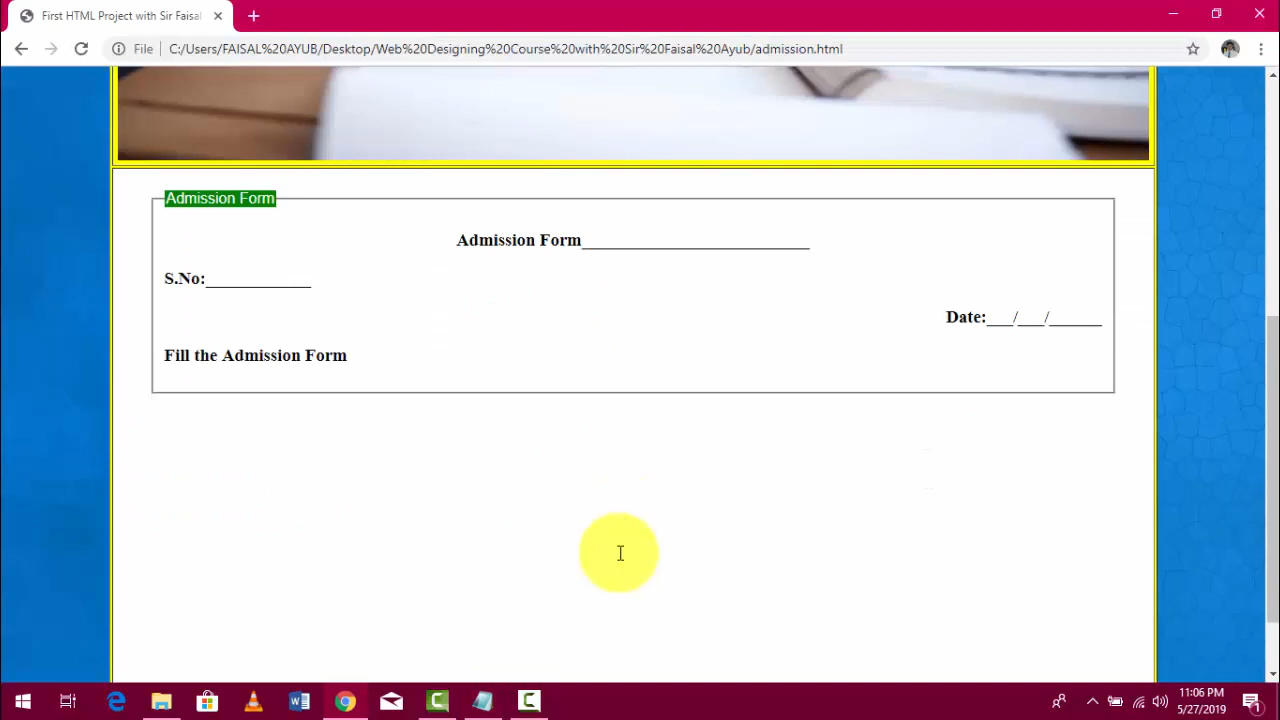 First HTML Project with Sir Faisal
File C:/Users/FAISAL%20AYUB/Desktop/Web%20Designing%20Course%20with%20Sir%20Faisal%20Ayub/admission.html
Admission Form
Admission Form__________________________
S.No:____________
Date:___/___/______
Fill the Admission Form
11:06 PM
5/27/2019
1